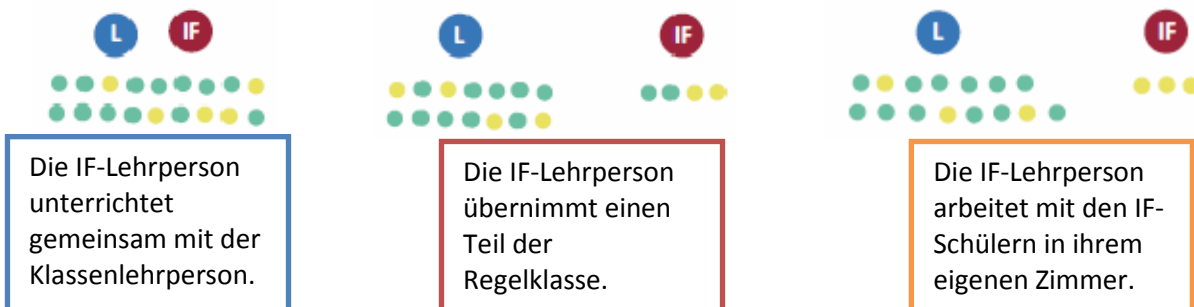 L IF
L IF
L IF
Die IF-Lehrperson
unterrichtet
gemeinsam mit der
Klassenlehrperson.
Die IF-Lehrperson
übernimmt einen
Teil der
Regelklasse.
Die IF-Lehrperson
arbeitet mit den IF-
Schülern in ihrem
eigenen Zimmer.